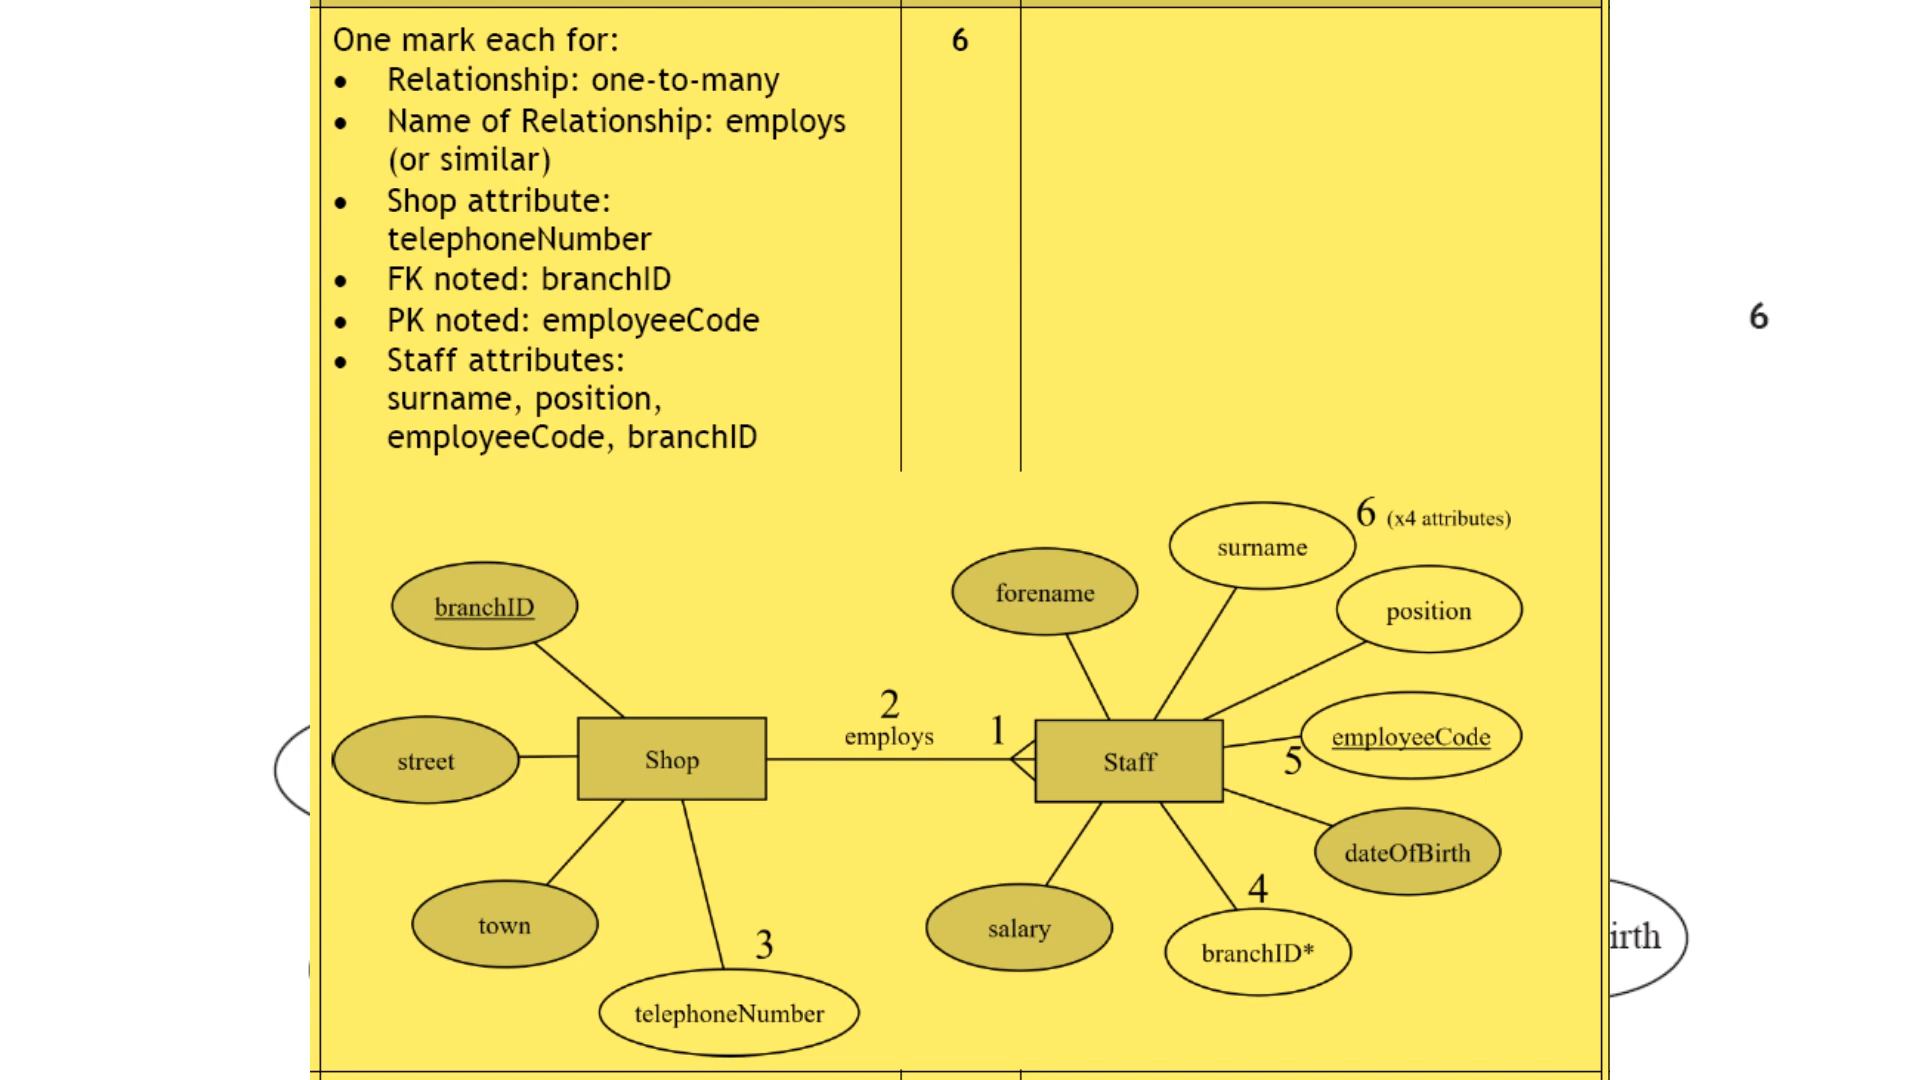 One mark each for:
6
• Relationship: one-to-many
• Name of Relationship: employs
(or similar)
• Shop attribute:
telephoneNumber
• FK noted: branchID
• PK noted: employeeCode
• Staff attributes:
surname, position,
employeeCode, branchID
6
6 (x4 attributes)
surname
forename
branchID
position
2
employs
1
employeeCode
street
Shop
Staff
5
dateOfBirth
4
town
salary
3
branchID*
irth
telephoneNumber